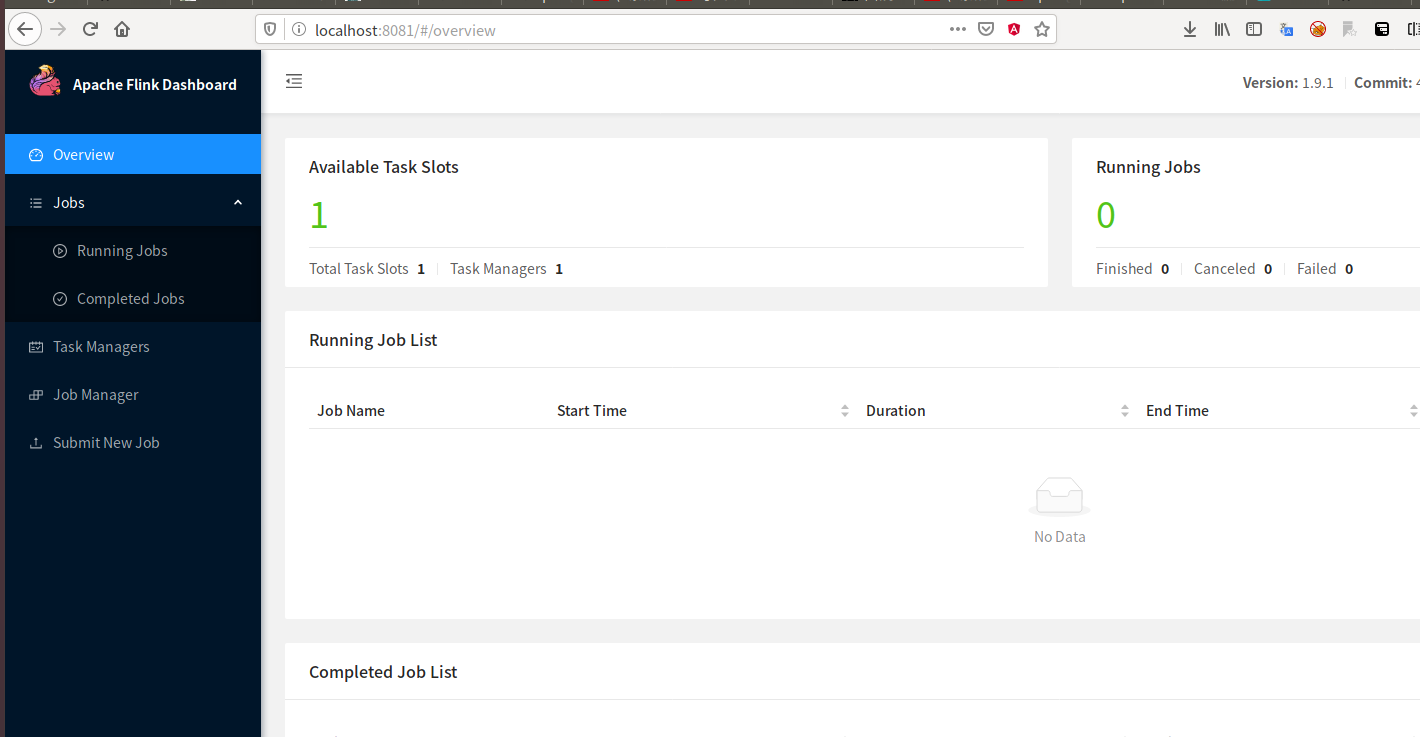 localhost:8081/#/overview
Apache Flink Dashboard
Version: 1.9.1 Commit: 4
Overview
Jobs
Running Jobs
Completed Jobs
Task Managers
Job Manager
Submit New Job
Available Task Slots
1
Total Task Slots 1 Task Managers 1
Running Jobs
0
Finished 0 Canceled 0 Failed 0
Running Job List
Job Name Start Time Duration End Time
No Data
Completed Job List